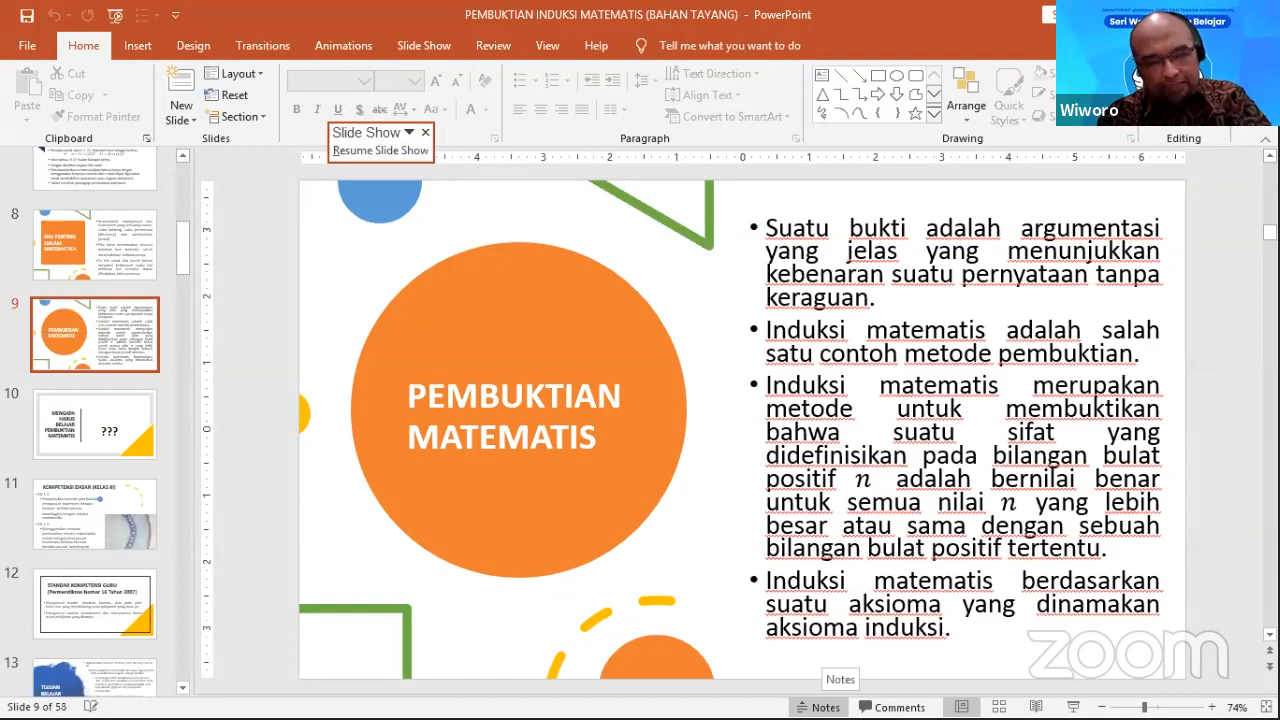 PEMBUKTIAN INDUKSI MATEMATIS (BAHAN TAYANG) - PowerPoint
File Home Insert Design Transitions Animations Slide Show Review View Help Tell me what you want to do
Paste
Cut
Copy
Clipboard
New Slide
Layout
Reset
Section
Slides
Slide Show
Resume Slide Show
Text Direction
Align Text
Convert to SmartArt
Paragraph
Arrange
Quick Styles
Drawing
Editing
Wiworo
8
9
PEMBUKTIAN
MATEMATIS
10
MENGAPA
HARUS
BELAJAR
PEMBUKTIAN
MATEMATIS
???
11
KOMPETENSI DASAR (KELAS XI)
12
STANDAR KOMPETENSI GURU
(Permendiknas Nomor 16 Tahun 2007)
13
TUJUAN
BELAJAR
PEMBUKTIAN
MATEMATIS
• Suatu bukti adalah argumentasi
yang jelas yang menunjukkan
kebenaran suatu pernyataan tanpa
keraguan.
• Induksi matematis adalah salah
satu contoh metode pembuktian.
• Induksi matematis merupakan
metode untuk membuktikan
bahwa suatu sifat yang
didefinisikan pada bilangan bulat
positif n adalah bernilai benar
untuk semua nilai n yang lebih
besar atau sama dengan sebuah
bilangan bulat positif tertentu.
• Induksi matematis berdasarkan
suatu aksioma yang dinamakan
aksioma induksi.
zoom
Notes
Slide 9 of 58
Notes Comments 74%